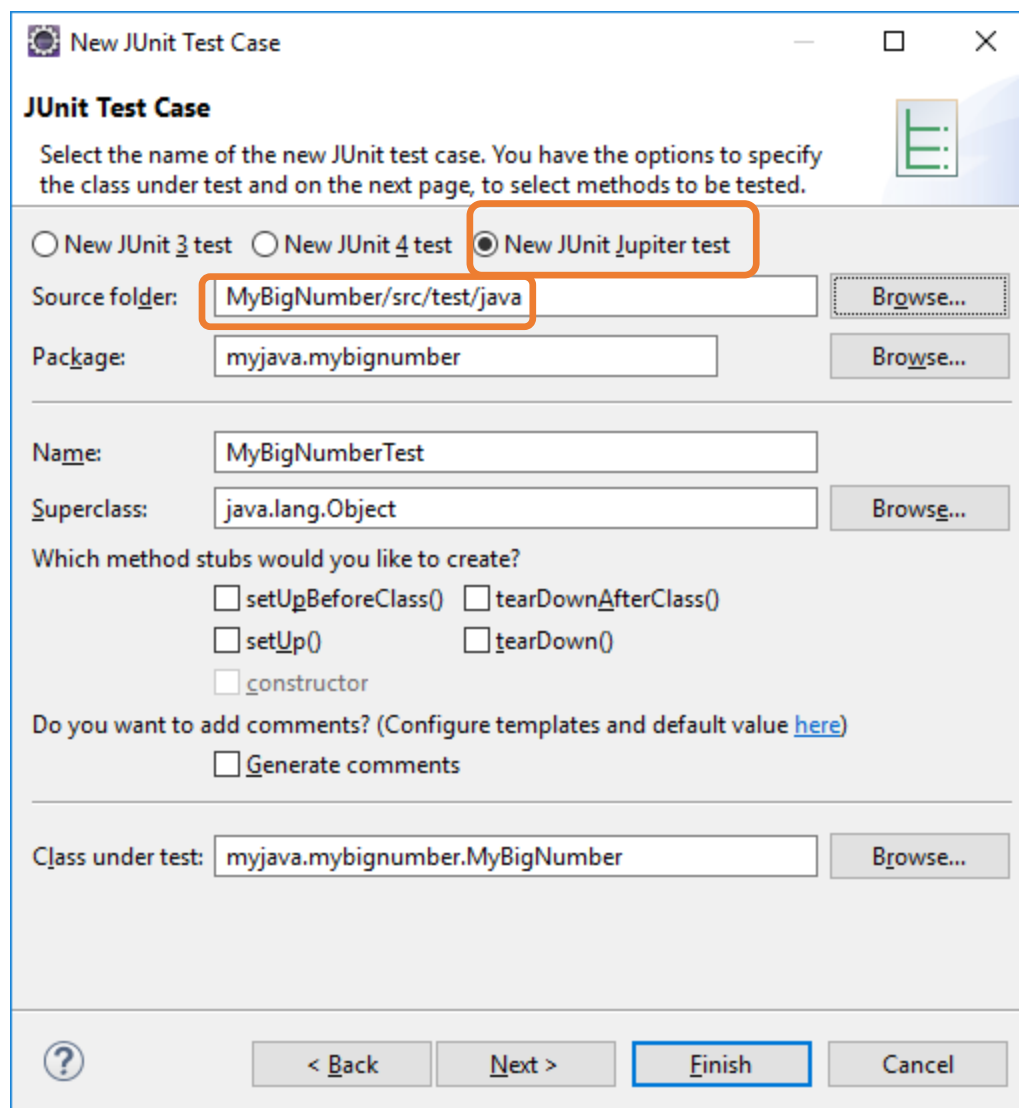 New JUnit Test Case
JUnit Test Case
Select the name of the new JUnit test case. You have the options to specify
the class under test and on the next page, to select methods to be tested.
New JUnit 3 test New JUnit 4 test New JUnit Jupiter test
Source folder: MyBigNumber/src/test/java Browse...
Package: myjava.mybignumber Browse...
Name: MyBigNumberTest
Superclass: java.lang.Object Browse...
Which method stubs would you like to create?
setUpBeforeClass() tearDownAfterClass()
setUp() tearDown()
constructor
Do you want to add comments? (Configure templates and default value here)
Generate comments
Class under test: myjava.mybignumber.MyBigNumber Browse...
? < Back Next > Finish Cancel